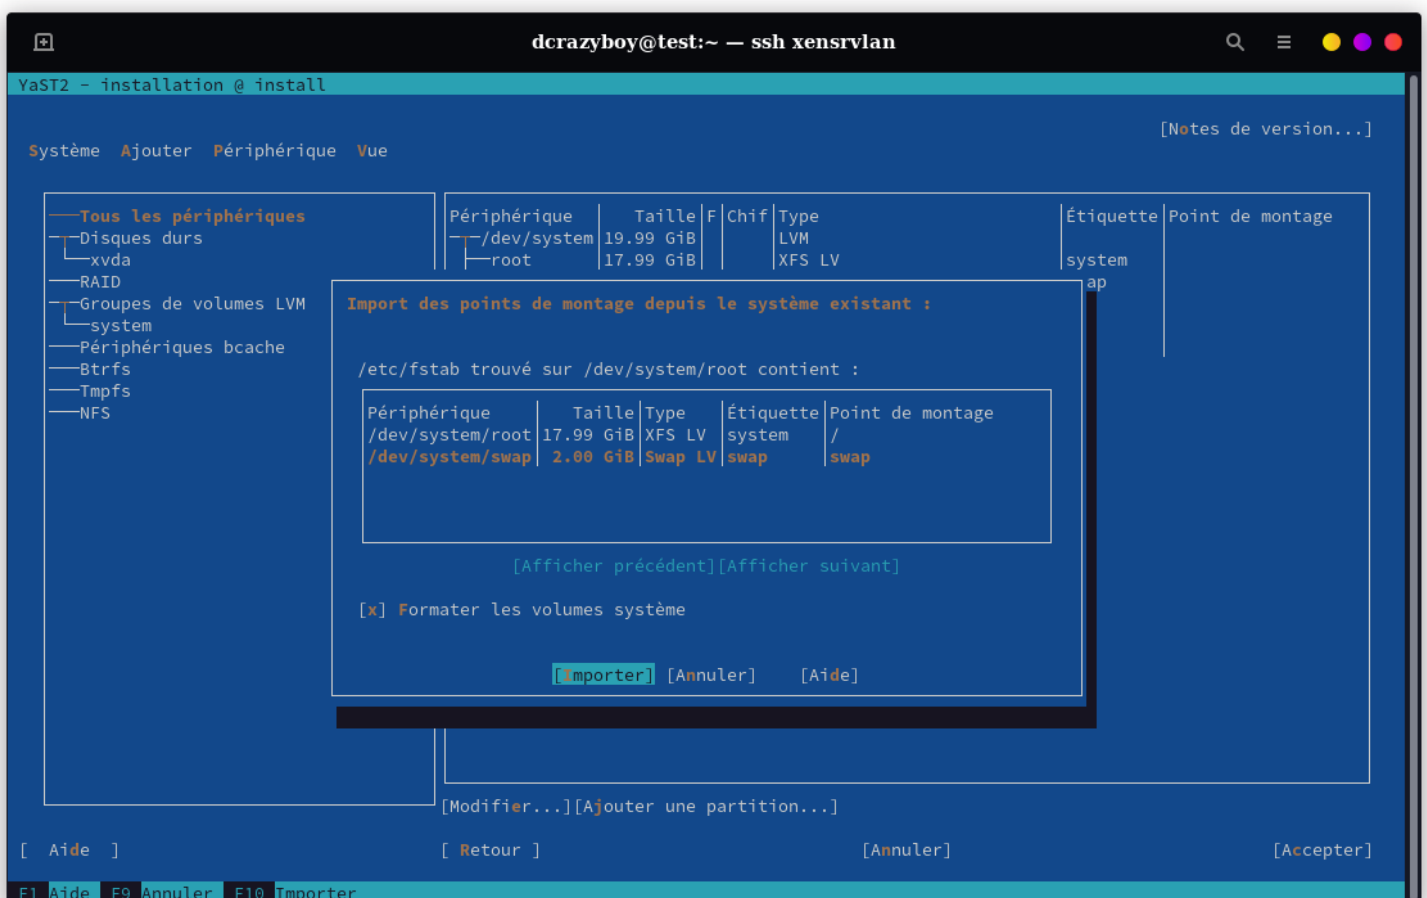 dcrazyboy@test:~ — ssh xensrvlan
YaST2 - installation @ install
[Notes de version...]
Système Ajouter Périphérique Vue
Tous les périphériques
Disques durs
xvda
RAID
Groupes de volumes LVM
system
Périphériques bcache
Btrfs
Tmpfs
NFS
Périphérique Taille F Chif Type Étiquette Point de montage
/dev/system 19.99 GiB LVM
root 17.99 GiB XFS LV system
ap
Import des points de montage depuis le système existant :
/etc/fstab trouvé sur /dev/system/root contient :
Périphérique Taille Type Étiquette Point de montage
/dev/system/root 17.99 GiB XFS LV system /
/dev/system/swap 2.00 GiB Swap LV swap swap
[Afficher précédent][Afficher suivant]
[x] Formater les volumes système
[Importer] [Annuler] [Aide]
[Modifier...][Ajouter une partition...]
[ Aide ] [ Retour ] [Annuler] [Accepter]
F1 Aide F9 Annuler F10 Importer